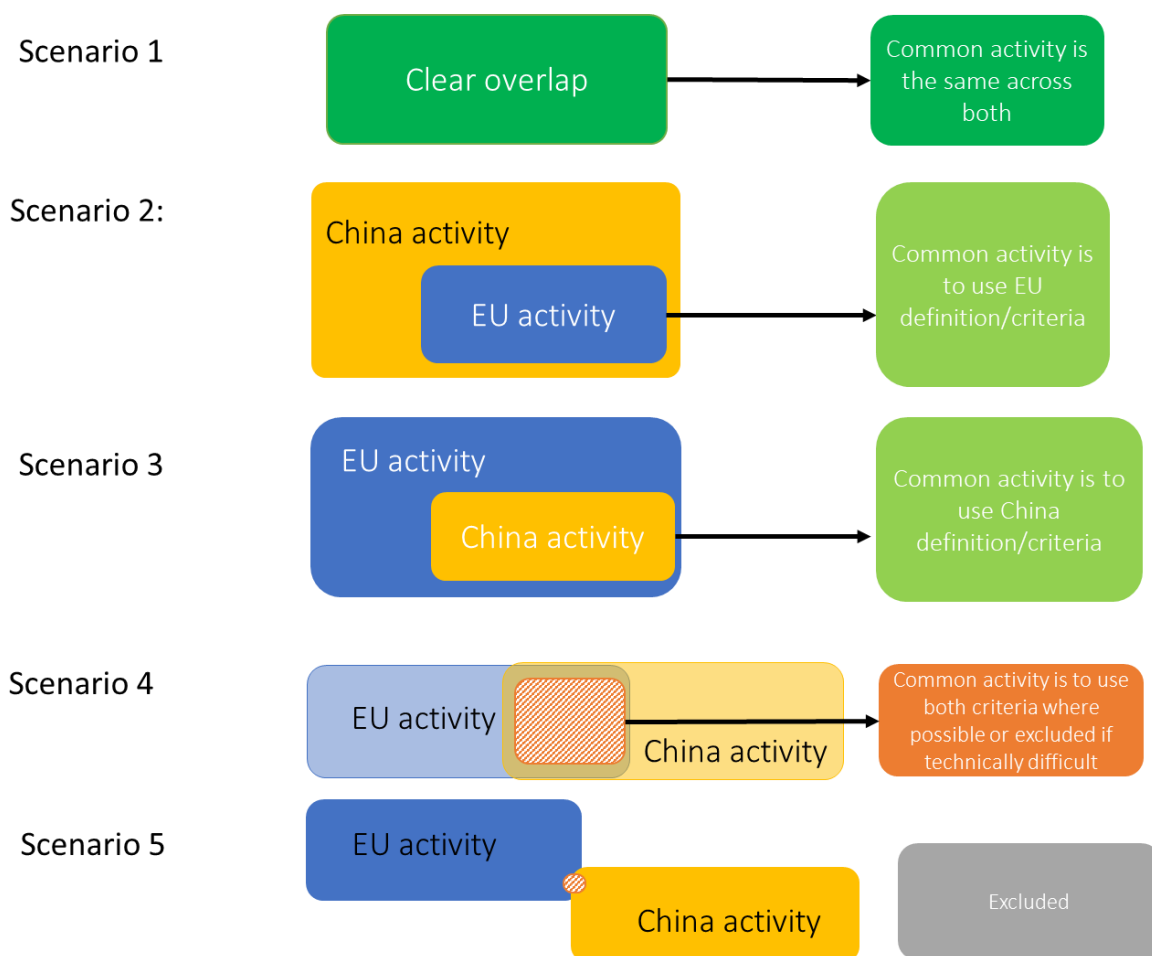 Scenario 1
Clear overlap
Common activity is
the same across
both
Scenario 2:
China activity
EU activity
Common activity is
to use EU
definition/criteria
Scenario 3
EU activity
China activity
Common activity is to
use China
definition/criteria
Scenario 4
EU activity
China activity
Common activity is to use
both criteria where
possible or excluded if
technically difficult
Scenario 5
EU activity
China activity
Excluded